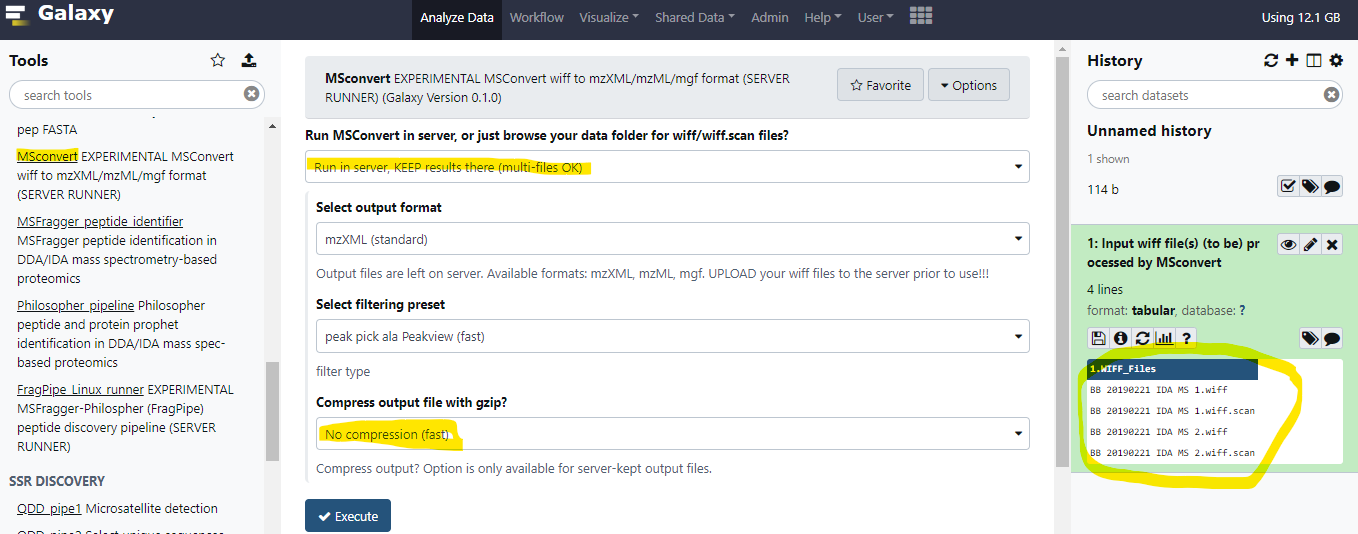 Galaxy
Analyze Data Workflow Visualize Shared Data Admin Help User
Using 12.1 GB
Tools
search tools
pep FASTA
MSconvert EXPERIMENTAL MSConvert
wiff to mzXML/mzML/mgf format
(SERVER RUNNER)
MSFragger peptide identifier
MSFragger peptide identification in
DDA/IDA mass spectrometry-based
proteomics
Philosopher pipeline Philosopher
peptide and protein prophet
identification in DDA/IDA mass spec-
based proteomics
FragPipe Linux runner EXPERIMENTAL
MSFragger-Philospher (FragPipe)
peptide discovery pipeline (SERVER
RUNNER)
SSR DISCOVERY
QDD_pipe1 Microsatellite detection
MSconvert EXPERIMENTAL MSConvert wiff to mzXML/mzML/mgf format (SERVER
RUNNER) (Galaxy Version 0.1.0)
Favorite
Options
Run MSConvert in server, or just browse your data folder for wiff/wiff.scan files?
Run in server, KEEP results there (multi-files OK)
Select output format
mzXML (standard)
Output files are left on server. Available formats: mzXML, mzML, mgf. UPLOAD your wiff files to the server prior to use!!!
Select filtering preset
peak pick ala Peakview (fast)
filter type
Compress output file with gzip?
No compression (fast)
Compress output? Option is only available for server-kept output files.
Execute
History
search datasets
Unnamed history
1 shown
114 b
1: Input wiff file(s) (to be) pr
ocessed by MSconvert
4 lines
format: tabular, database: ?
1.WIFF_Files
BB 20190221 IDA MS 1.wiff
BB 20190221 IDA MS 1.wiff.scan
BB 20190221 IDA MS 2.wiff
BB 20190221 IDA MS 2.wiff.scan